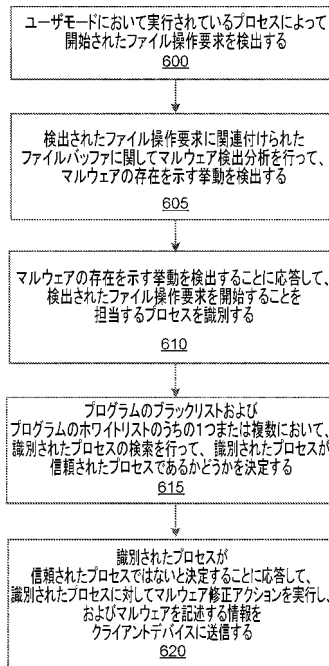 ユーザモードにおいて実行されているプロセスによって
開始されたファイル操作要求を検出する
600
検出されたファイル操作要求に関連付けられた
ファイルバッファに関してマルウェア検出分析を行って、
マルウェアの存在を示す挙動を検出する
605
マルウェアの存在を示す挙動を検出することに応答して、
検出されたファイル操作要求を開始することを
担当するプロセスを識別する
610
プログラムのブラックリストおよび
プログラムのホワイトリストのうちの1つまたは複数において、
識別されたプロセスの検索を行って、識別されたプロセスが
信頼されたプロセスであるかどうかを決定する
615
識別されたプロセスが
信頼されたプロセスではないと決定することに応答して、
識別されたプロセスに対してマルウェア修正アクションを実行し、
およびマルウェアを記述する情報を
クライアントデバイスに送信する
620